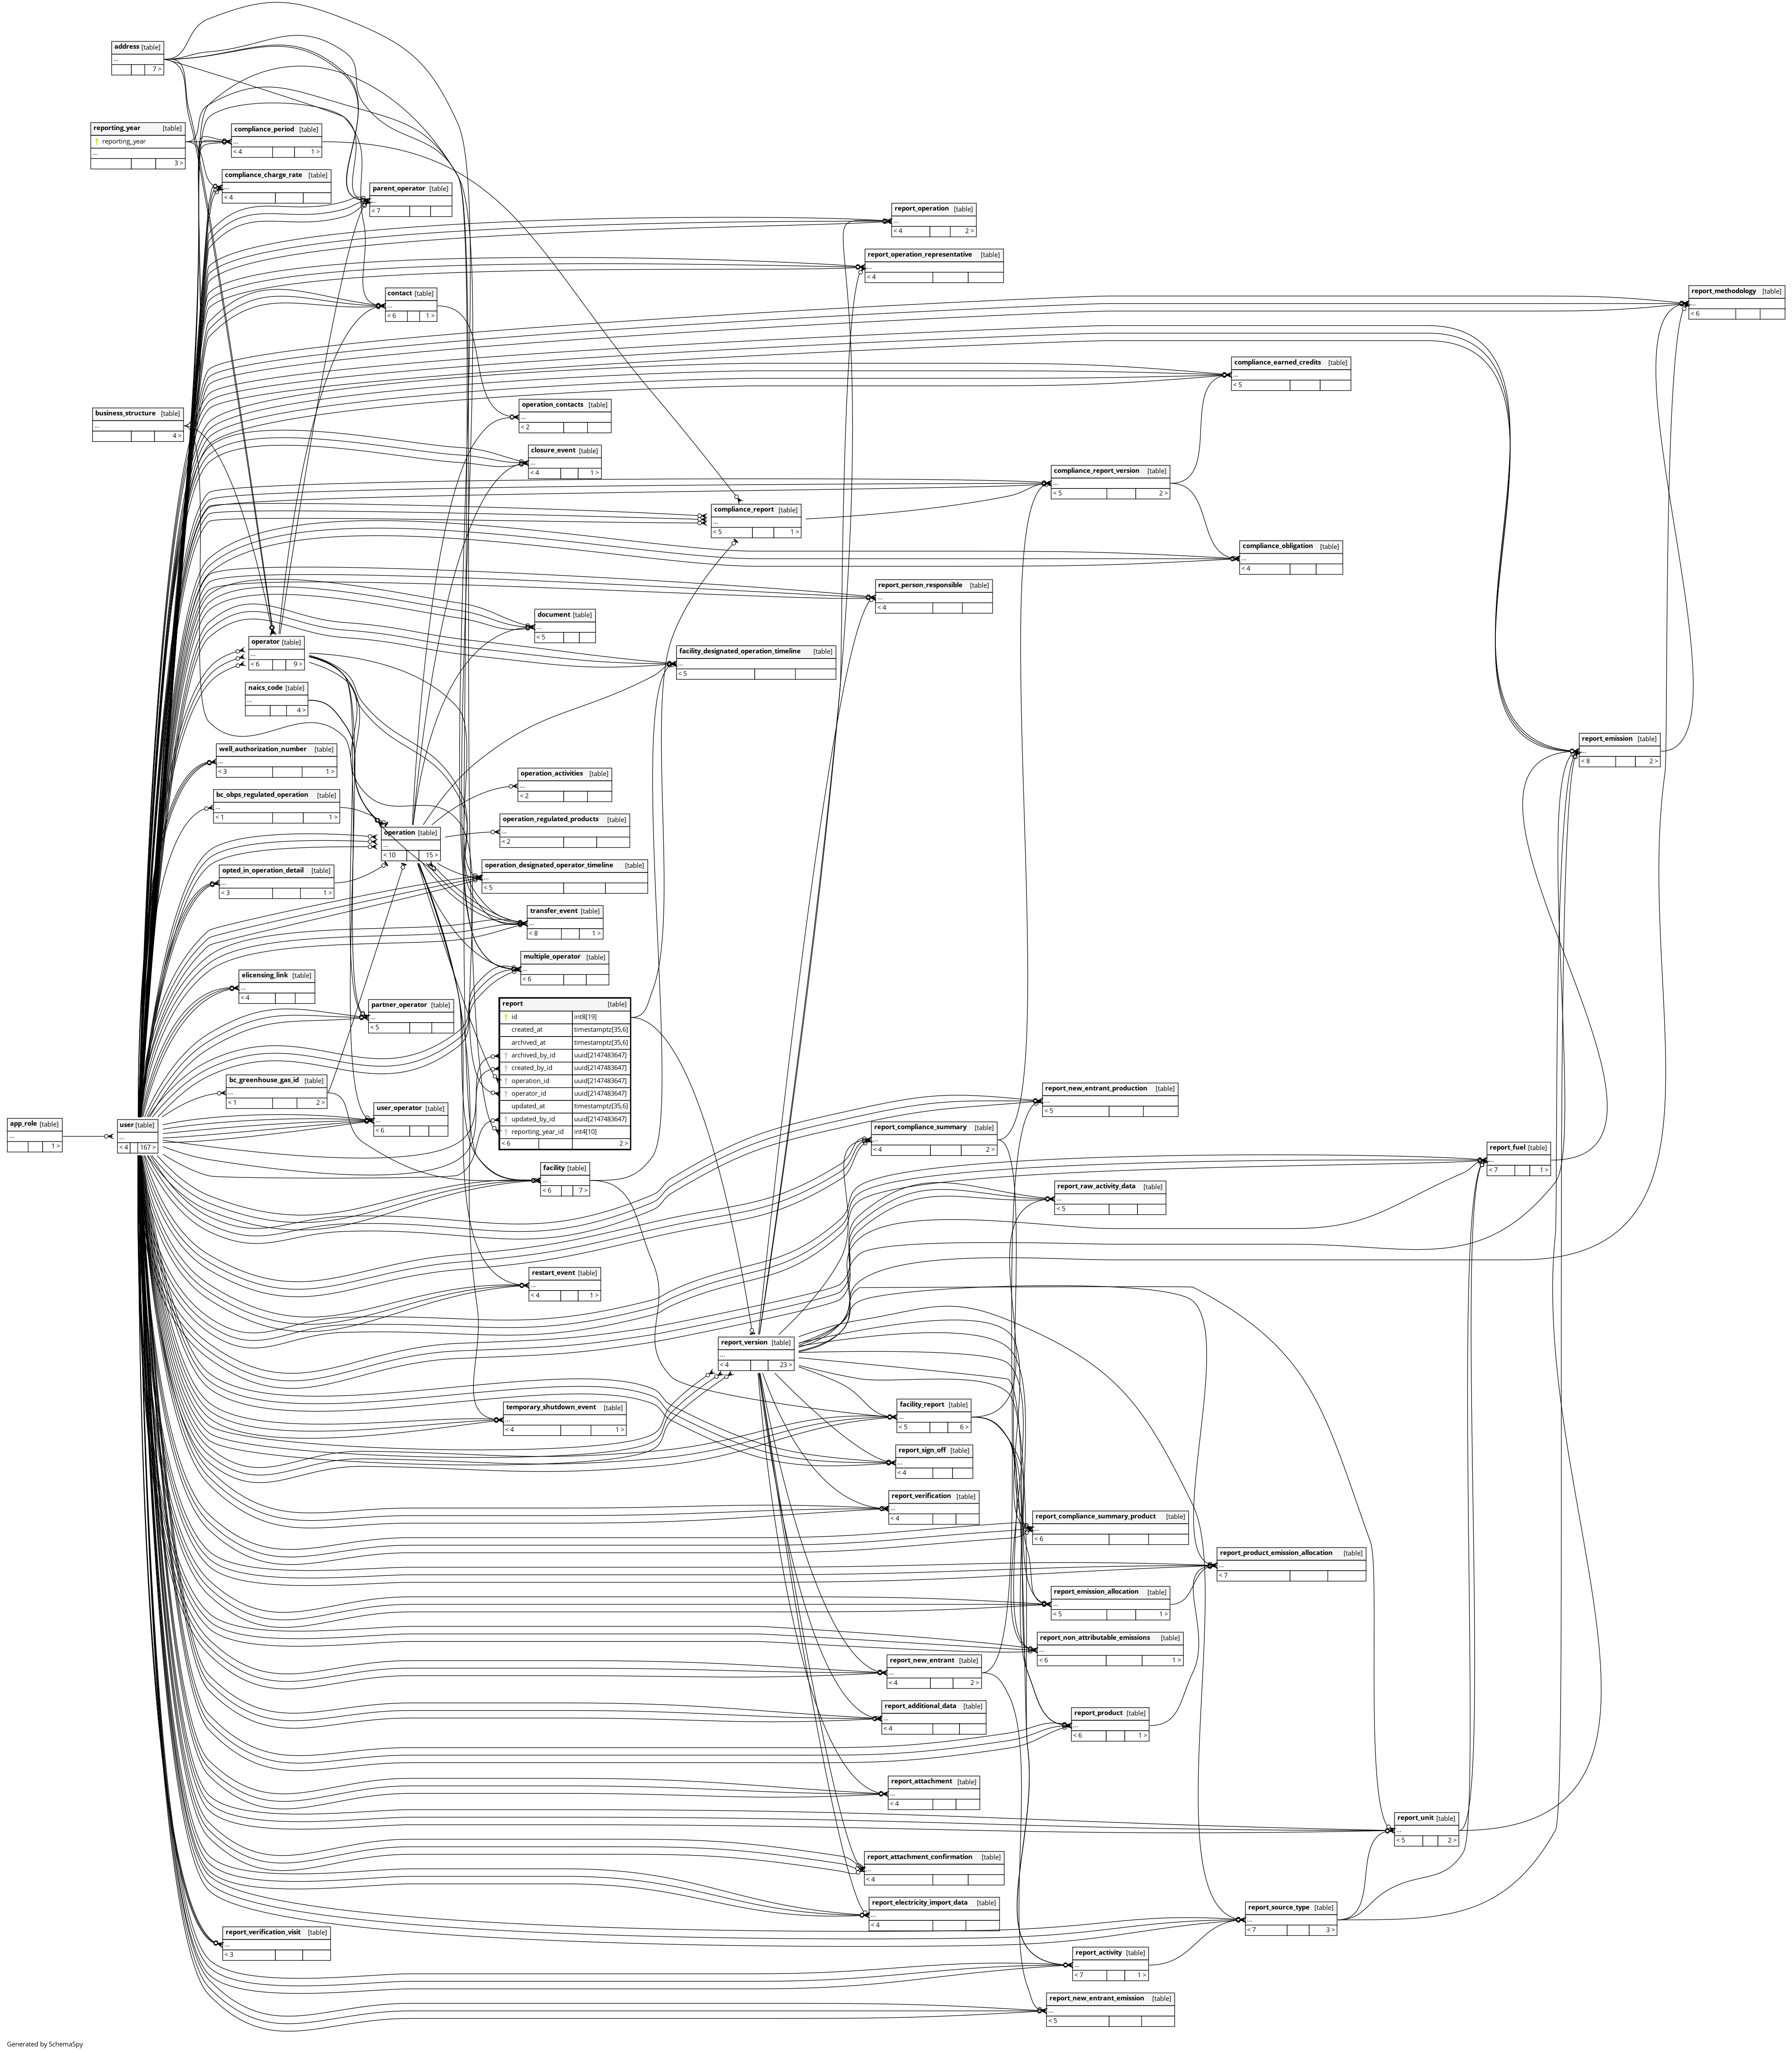 address [table]
...
7 >
reporting_year [table]
reporting_year
...
3 >
compliance_period [table]
...
< 4 1 >
compliance_charge_rate [table]
...
< 4
parent_operator [table]
...
< 7
report_operation [table]
...
< 4 2 >
report_operation_representative [table]
...
< 4
contact [table]
...
< 6 1 >
report_methodology [table]
...
< 6
compliance_earned_credits [table]
...
< 5
business_structure [table]
...
4 >
operation_contacts [table]
...
< 2
closure_event [table]
...
< 4 1 >
compliance_report_version [table]
...
< 5 2 >
compliance_report [table]
...
< 5 1 >
compliance_obligation [table]
...
< 4
report_person_responsible [table]
...
< 4
document [table]
...
< 5
operator [table]
...
< 6 9 >
facility_designated_operation_timeline [table]
...
< 5
naics_code [table]
...
4 >
report_emission [table]
...
< 8 2 >
well_authorization_number [table]
...
< 3 1 >
operation_activities [table]
...
< 2
bc_obps_regulated_operation [table]
...
< 1 1 >
operation_regulated_products [table]
...
< 2
operation [table]
...
< 10 15 >
operation_designated_operator_timeline [table]
...
< 5
opted_in_operation_detail [table]
...
< 3 1 >
transfer_event [table]
...
< 8 1 >
multiple_operator [table]
...
< 6
elicensing_link [table]
...
< 4
partner_operator [table]
...
< 5
report [table]
id int8[19]
created_at timestamptz[35,6]
archived_at timestamptz[35,6]
archived_by_id uuid[2147483647]
created_by_id uuid[2147483647]
operation_id uuid[2147483647]
operator_id uuid[2147483647]
updated_at timestamptz[35,6]
updated_by_id uuid[2147483647]
reporting_year_id int4[10]
< 6 2 >
bc_greenhouse_gas_id [table]
...
< 1 2 >
user_operator [table]
...
< 6
app_role [table]
...
1 >
user [table]
...
< 4 167 >
report_new_entrant_production [table]
...
< 5
report_compliance_summary [table]
...
< 4 2 >
report_fuel [table]
...
< 7 1 >
facility [table]
...
< 6 7 >
report_raw_activity_data [table]
...
< 5
restart_event [table]
...
< 4 1 >
report_version [table]
...
< 4 23 >
temporary_shutdown_event [table]
...
< 4 1 >
facility_report [table]
...
< 5 6 >
report_sign_off [table]
...
< 4
report_verification [table]
...
< 4
report_compliance_summary_product [table]
...
< 6
report_product_emission_allocation [table]
...
< 7
report_emission_allocation [table]
...
< 5 1 >
report_non_attributable_emissions [table]
...
< 6 1 >
report_new_entrant [table]
...
< 4 2 >
report_additional_data [table]
...
< 4
report_product [table]
...
< 6 1 >
report_attachment [table]
...
< 4
report_unit [table]
...
< 5 2 >
report_attachment_confirmation [table]
...
< 4
report_electricity_import_data [table]
...
< 4
report_source_type [table]
...
< 7 3 >
report_verification_visit [table]
...
< 3
report_activity [table]
...
< 7 1 >
report_new_entrant_emission [table]
...
< 5
Generated by SchemaSpy